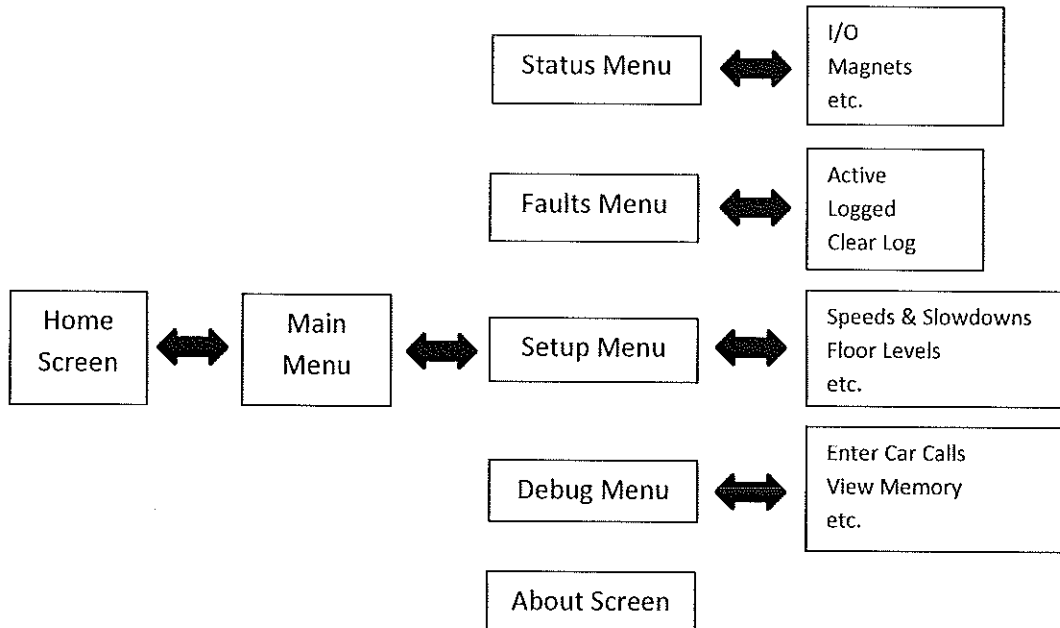 Status Menu
I/O
Magnets
etc.
Faults Menu
Active
Logged
Clear Log
Home
Screen
Main
Menu
Setup Menu
Speeds & Slowdowns
Floor Levels
etc.
Debug Menu
Enter Car Calls
View Memory
etc.
About Screen